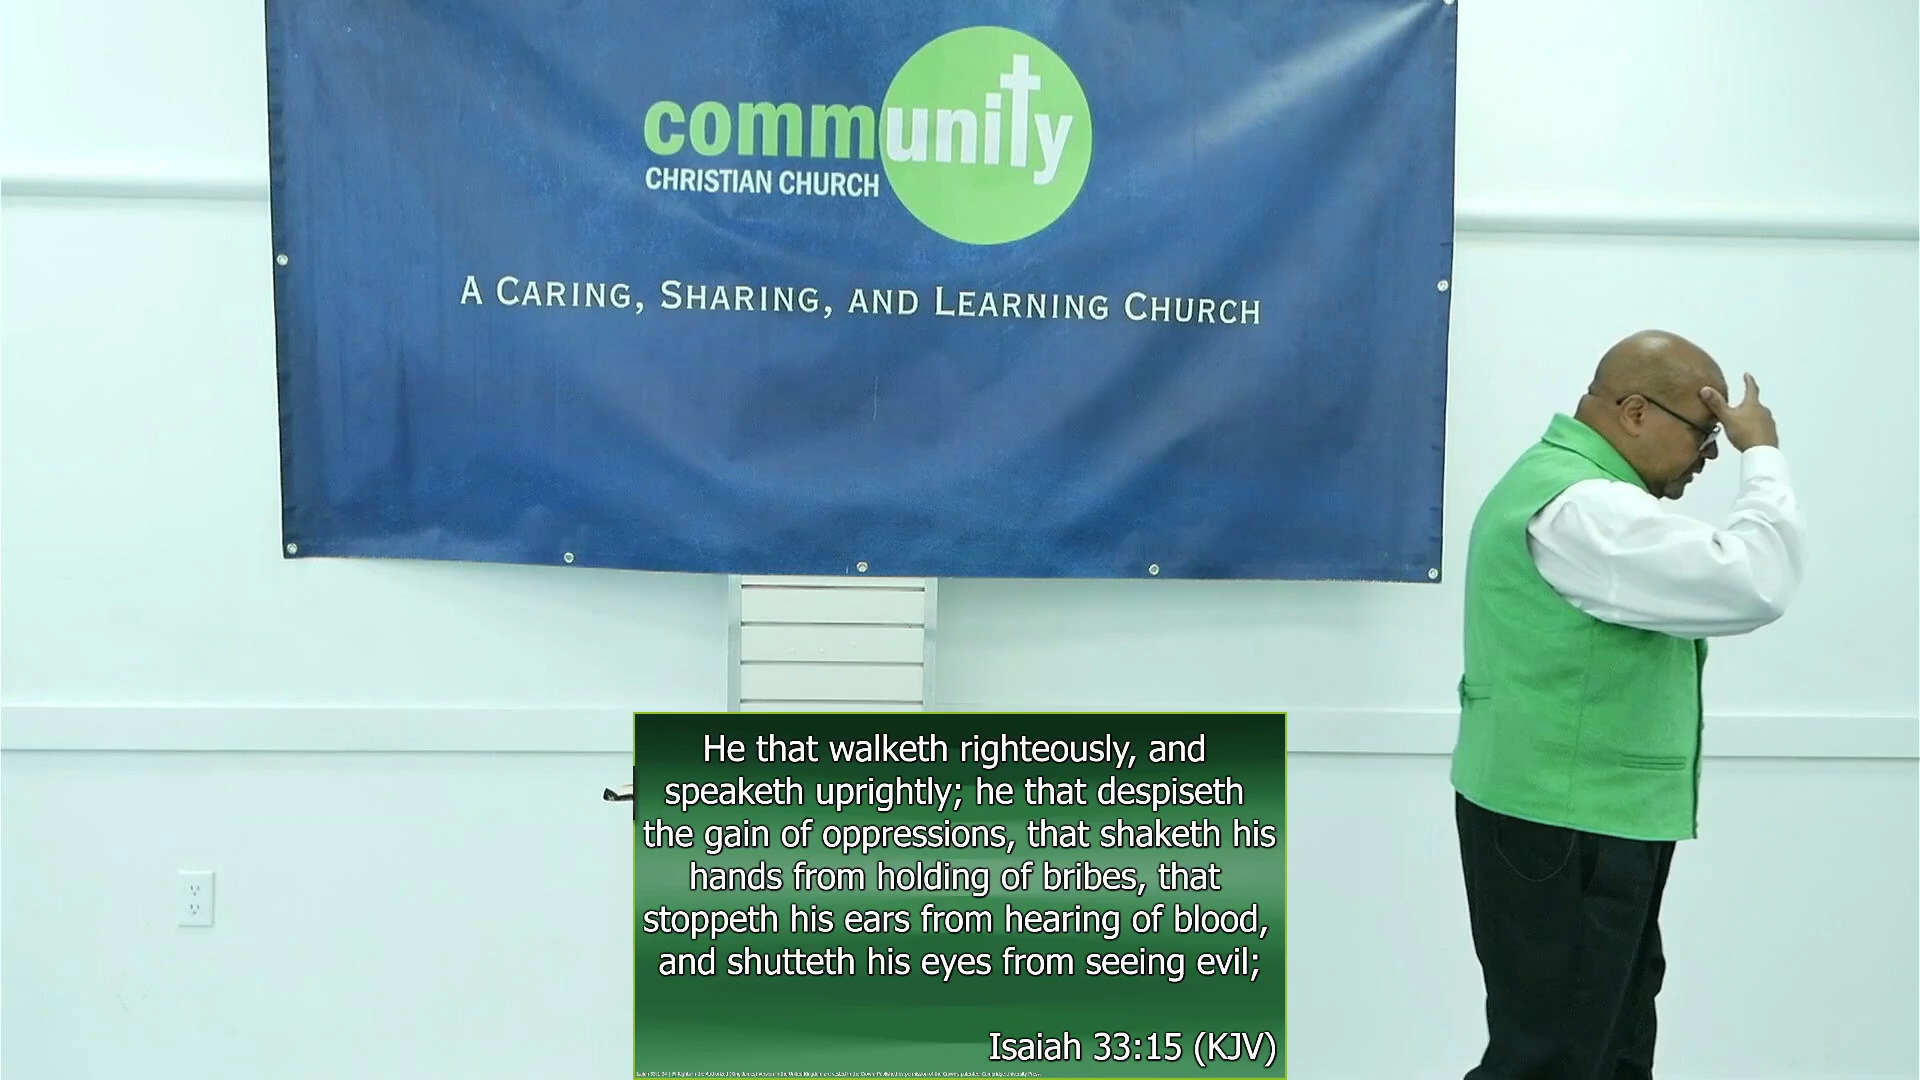 community
CHRISTIAN CHURCH
A CARING, SHARING, AND LEARNING CHURCH
He that walketh righteously, and
speaketh uprightly; he that despiseth
the gain of oppressions, that shaketh his
hands from holding of bribes, that
stoppeth his ears from hearing of blood,
and shutteth his eyes from seeing evil;
Isaiah 33:15 (KJV)